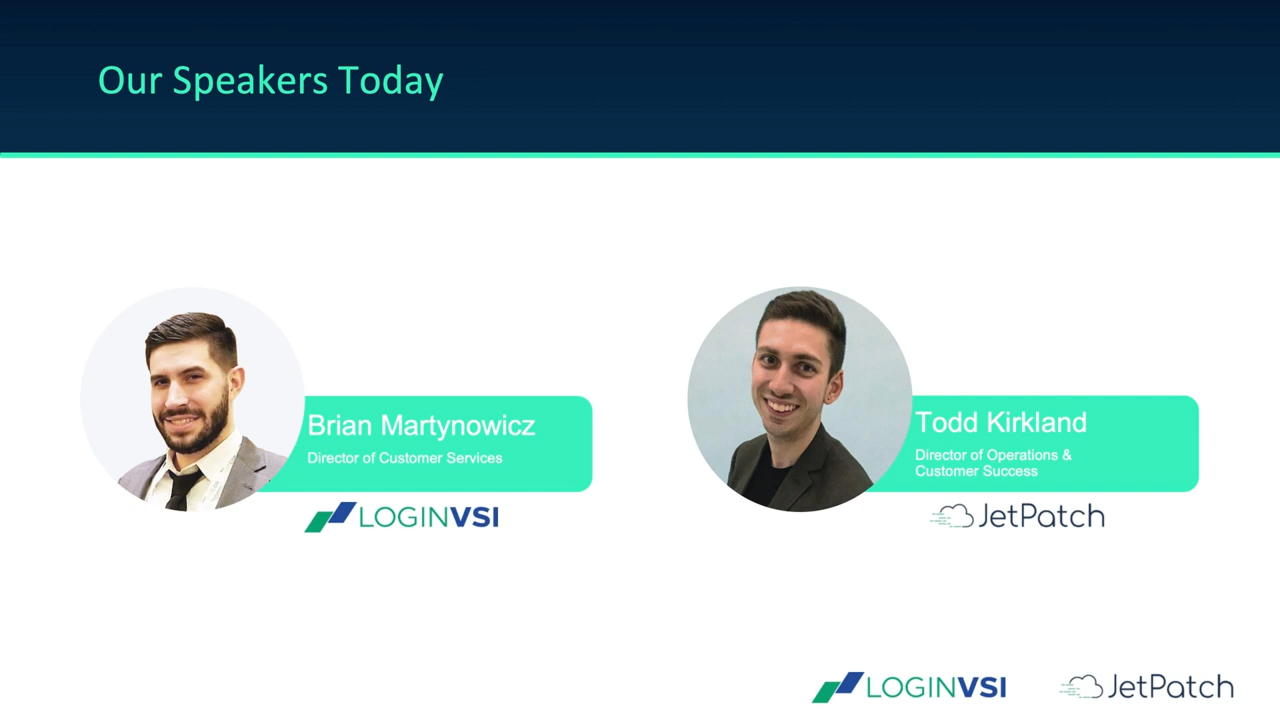 Our Speakers Today
Brian Martynowicz
Director of Customer Services
LOGINVSI
Todd Kirkland
Director of Operations &
Customer Success
JetPatch
LOGINVSI
JetPatch